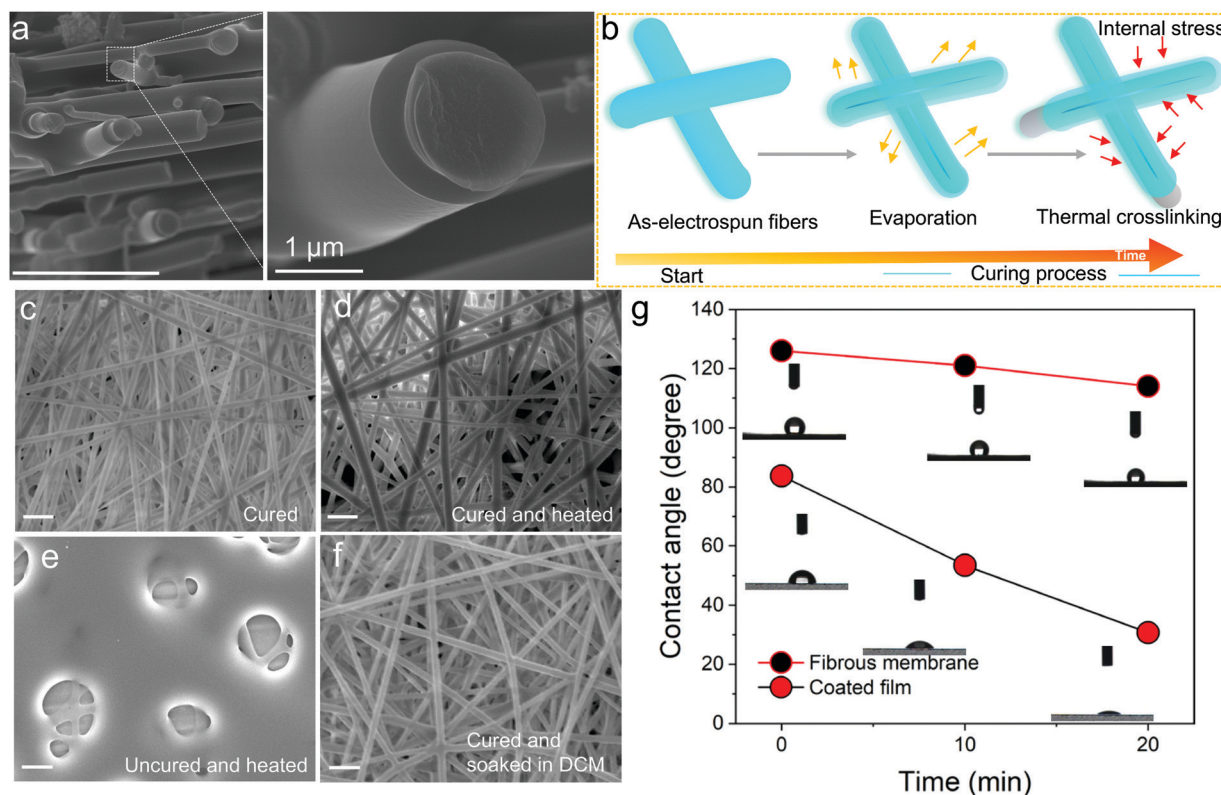 a
1 μm
b
Internal stress
As-electrospun fibers
Evaporation
Thermal crosslinking
Time
Start
Curing process
c
Cured
d
Cured and heated
e
Uncured and heated
f
Cured and
soaked in DCM
g
Contact angle (degree)
140
120
100
80
60
40
20
0
Fibrous membrane
Coated film
0
10
20
Time (min)